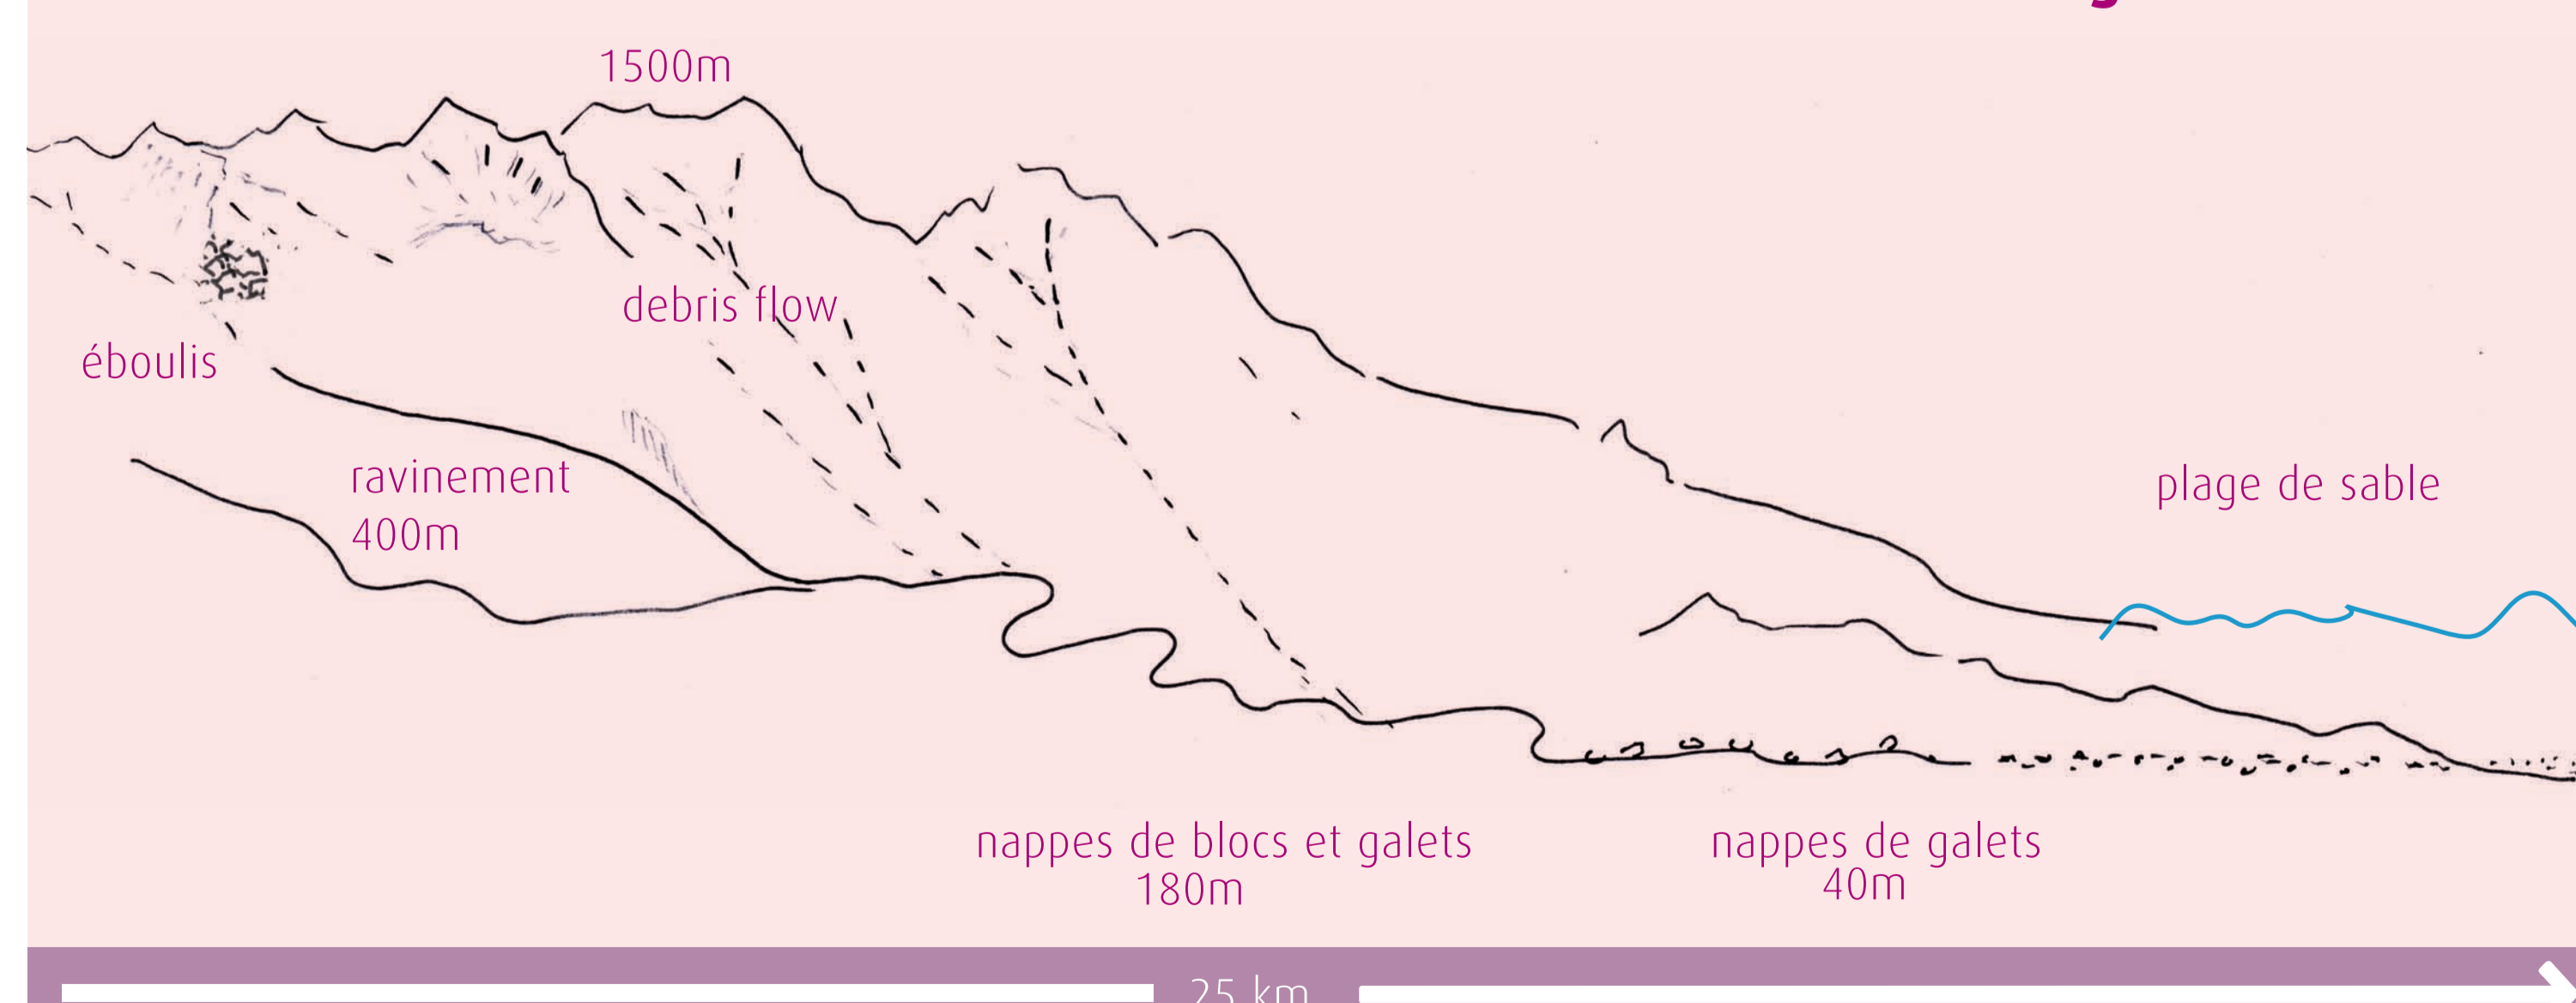 1500m
debris flow
éboulis
ravinement
400m
plage de sable
nappes de blocs et galets
180m
nappes de galets
40m
25 km